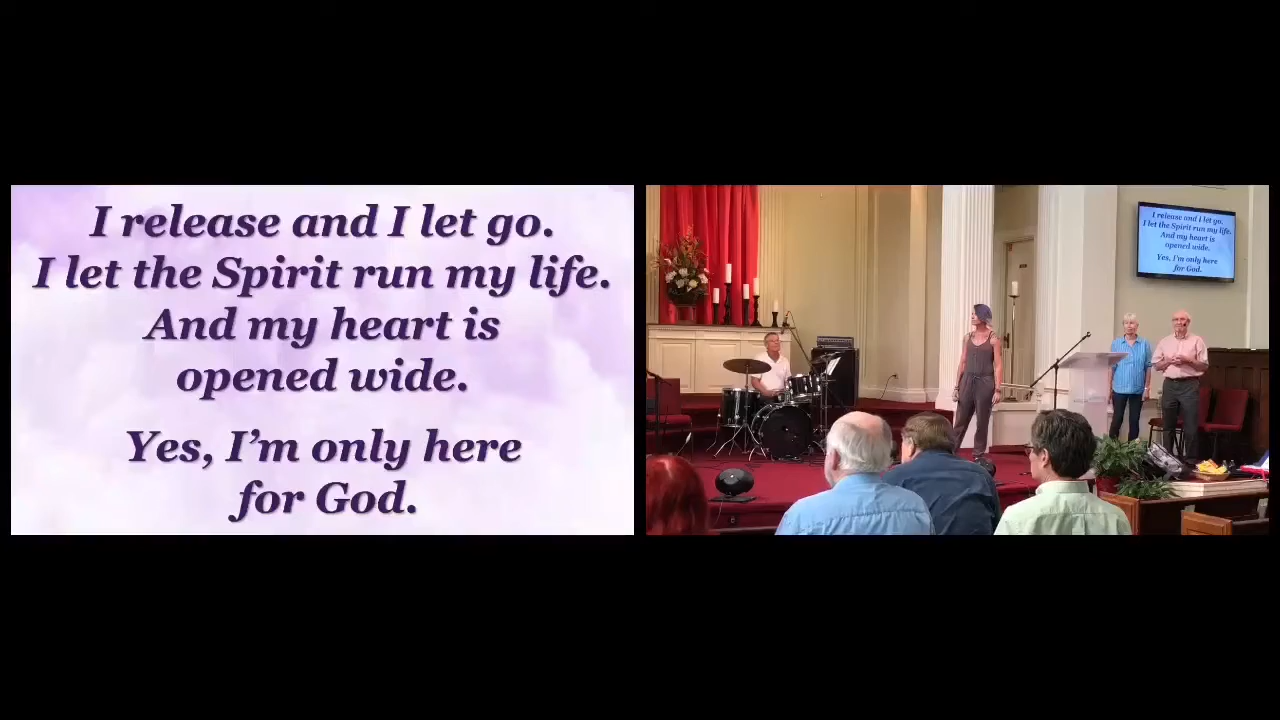 I release and I let go.
I let the Spirit run my life.
And my heart is
opened wide.
Yes, I'm only here
for God.
I release and I let go.
I let the Spirit run my life.
And my heart is
opened wide.
Yes, I'm only here
for God.